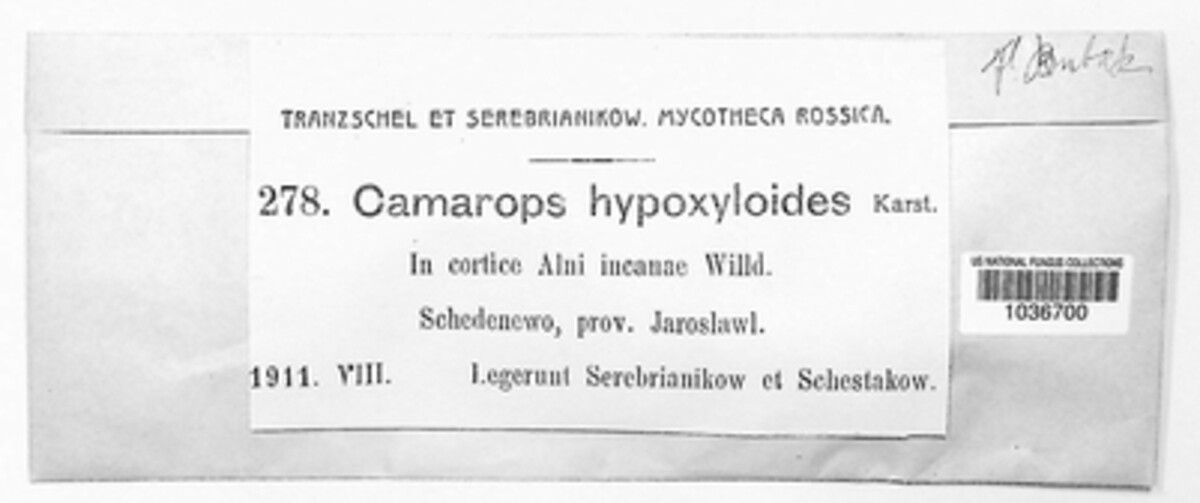 TRANZSCHEL ET SEREBRIANIKOW. MYCOTHECA ROSSICA.
278. Camarops hypoxyloides Karst.
In cortice Alni incanae Willd.
Schedenewo, prov. Jaroslawl.
1911. VIII. Legerunt Serebrianikow et Schestakow.
US NATIONAL FUNGUS COLLECTIONS
1036700